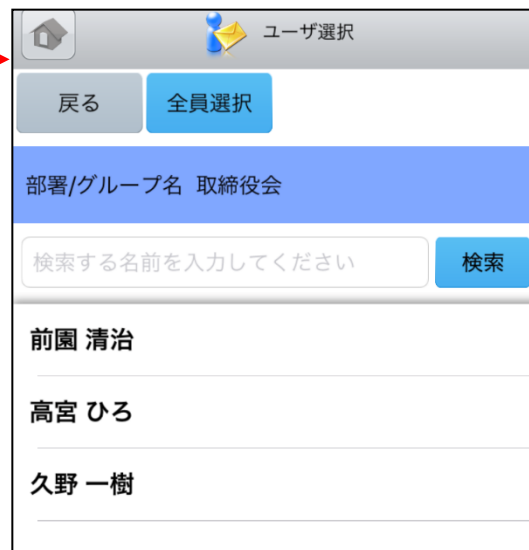 ユーザ選択
戻る 全員選択
部署/グループ名 取締役会
検索する名前を入力してください 検索
前園 清治
高宮 ひろ
久野 一樹